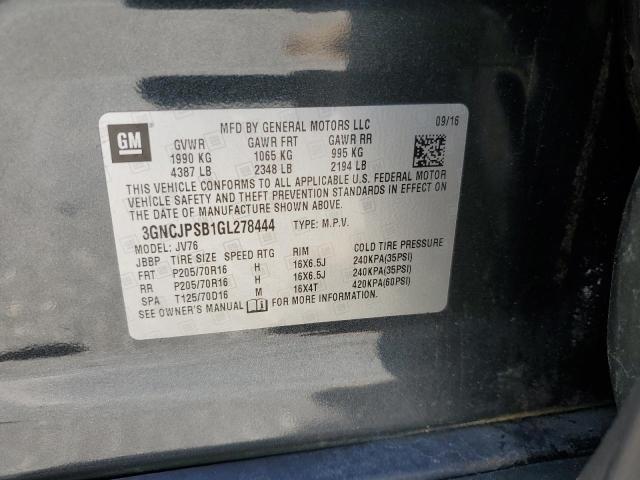 MFD BY GENERAL MOTORS LLC 09/16
GM
GVWR GAWR FRT GAWR RR
1990 KG 1065 KG 995 KG
4387 LB 2348 LB 2194 LB
THIS VEHICLE CONFORMS TO ALL APPLICABLE U.S. FEDERAL MOTOR
VEHICLE SAFETY AND THEFT PREVENTION STANDARDS IN EFFECT ON
THE DATE OF MANUFACTURE SHOWN ABOVE.
3GNCJPSB1GL278444 TYPE: M.P.V.
MODEL: JV76
JBBP TIRE SIZE SPEED RTG RIM COLD TIRE PRESSURE
FRT P205/70R16 H 16X6.5J 240KPA(35PSI)
RR P205/70R16 H 16X6.5J 240KPA(35PSI)
SPA T125/70D16 M 16X4T 420KPA(60PSI)
SEE OWNER'S MANUAL FOR MORE INFORMATION.